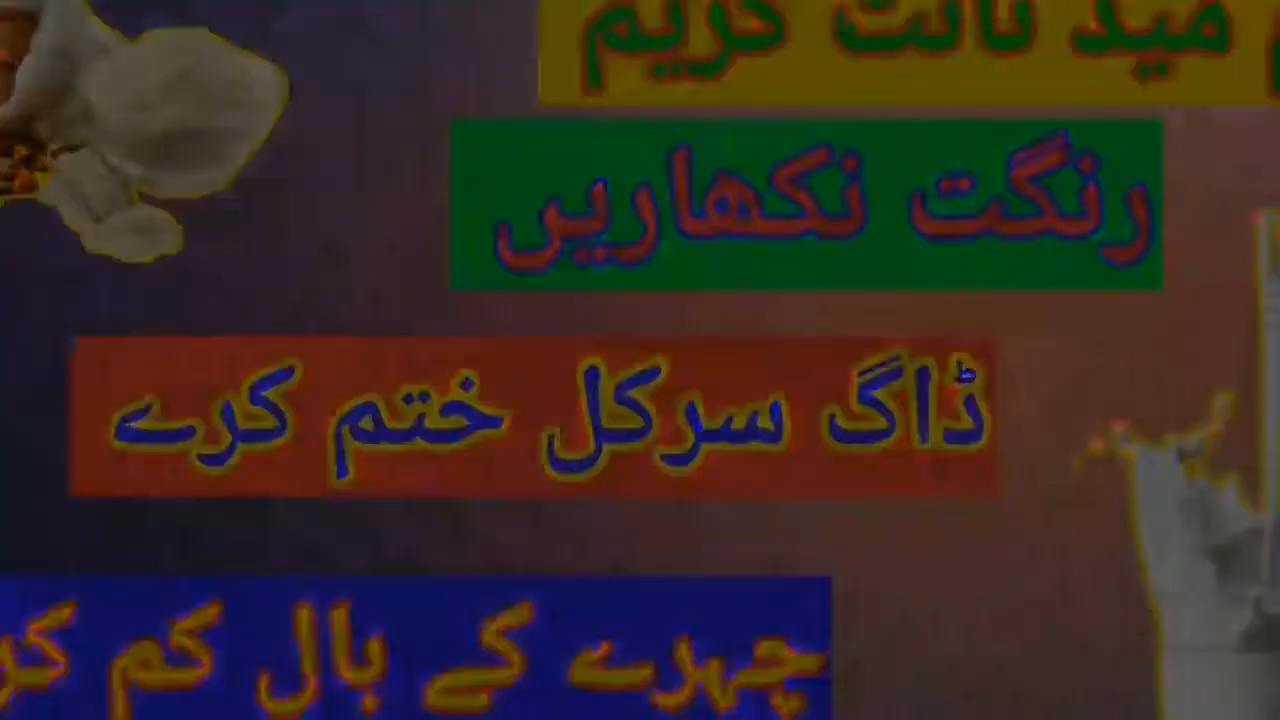 میڈ نائٹ کریم
رنگت نکھاریں
ڈاگ سرکل ختم کرے
چہرے کے بال کم